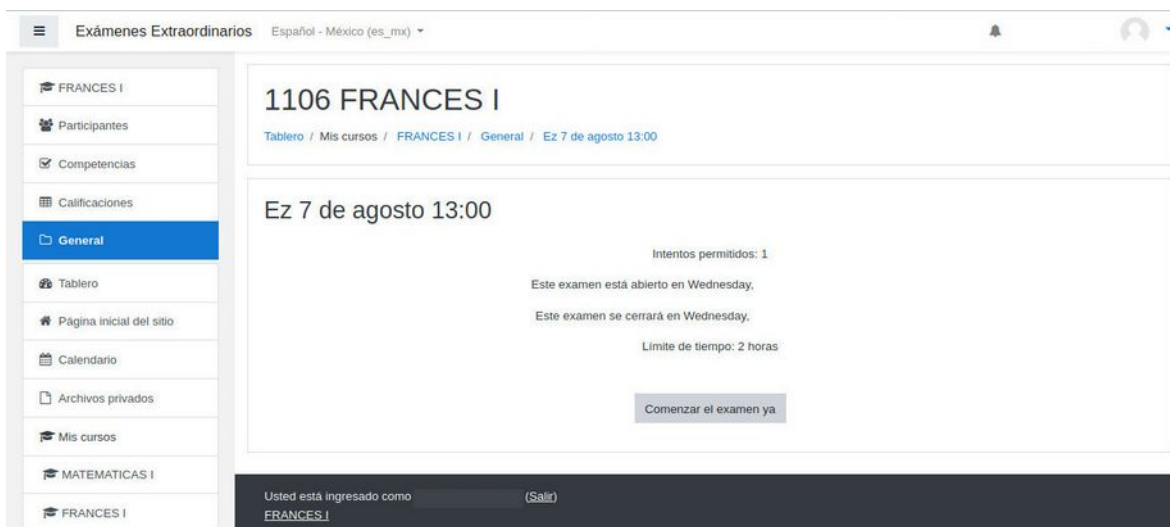 Exámenes Extraordinarios Español - México (es_mx)
FRANCES I
Participantes
Competencias
Calificaciones
General
Tablero
Página inicial del sitio
Calendario
Archivos privados
Mis cursos
MATEMATICAS I
FRANCES I
1106 FRANCES I
Tablero / Mis cursos / FRANCES I / General / Ez 7 de agosto 13:00
Ez 7 de agosto 13:00
Intentos permitidos: 1
Este examen está abierto en Wednesday,
Este examen se cerrará en Wednesday,
Límite de tiempo: 2 horas
Comenzar el examen ya
Usted está ingresado como (Salir)
FRANCES I